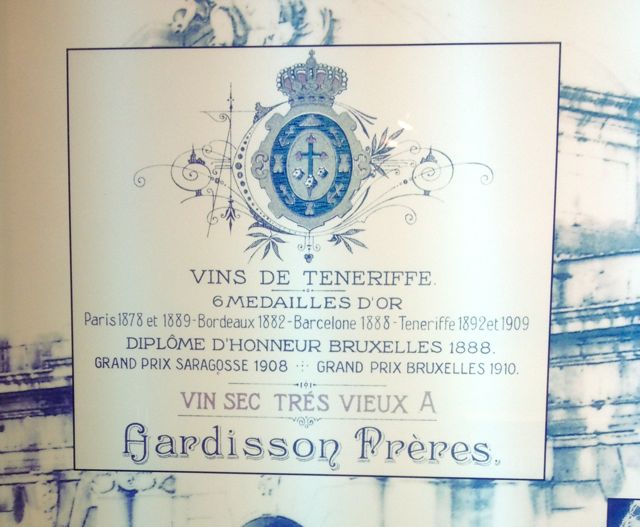 VINS DE TENERIFFE.
6 MEDAILLES D'OR
Paris 1878 et 1889 - Bordeaux 1882 - Barcelone 1888 - Teneriffe 1892 et 1909
DIPLÔME D'HONNEUR BRUXELLES 1888.
GRAND PRIX SARAGOSSE 1908 ··· GRAND PRIX BRUXELLES 1910.
VIN SEC TRÉS VIEUX A
Hardisson Frères.